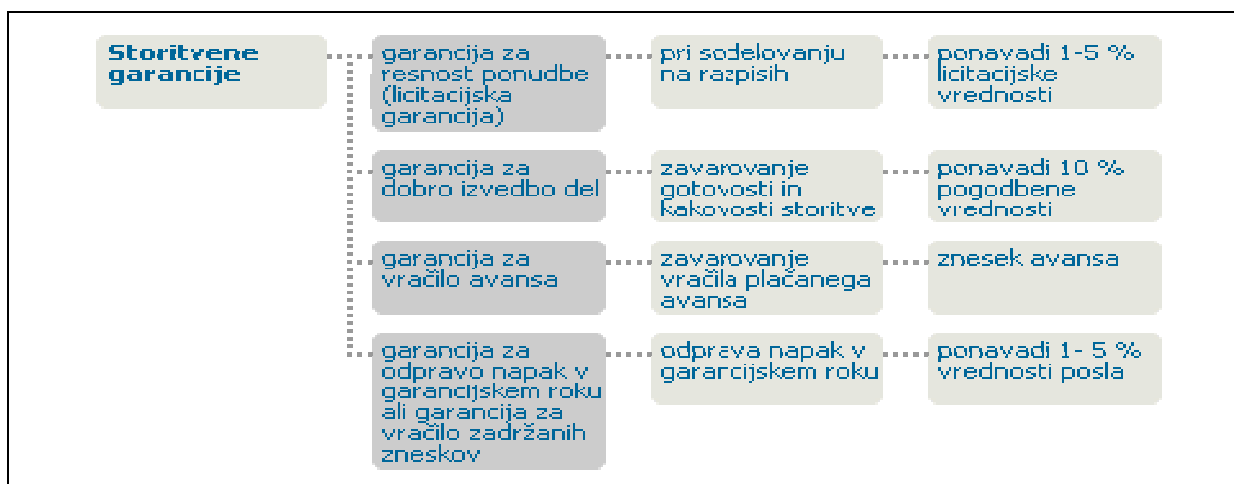 Storitvene
garancije
garancija za
resnost ponudbe
(licitacijska
garancija)
pri sodelovanju
na razpisih
ponavadi 1-5 %
licitacijske
vrednosti
garancija za
dobro izvedbo del
zavarovanje
gotovosti in
kakovosti storitve
ponavadi 10 %
pogodbene
vrednosti
garancija za
vračilo avansa
zavarovanje
vračila plačanega
avansa
znesek avansa
garancija za
odpravo napak v
garancijskem roku
ali garancija za
vračilo zadržanih
zneskov
odprava napak v
garancijskem roku
ponavadi 1- 5 %
vrednosti posla